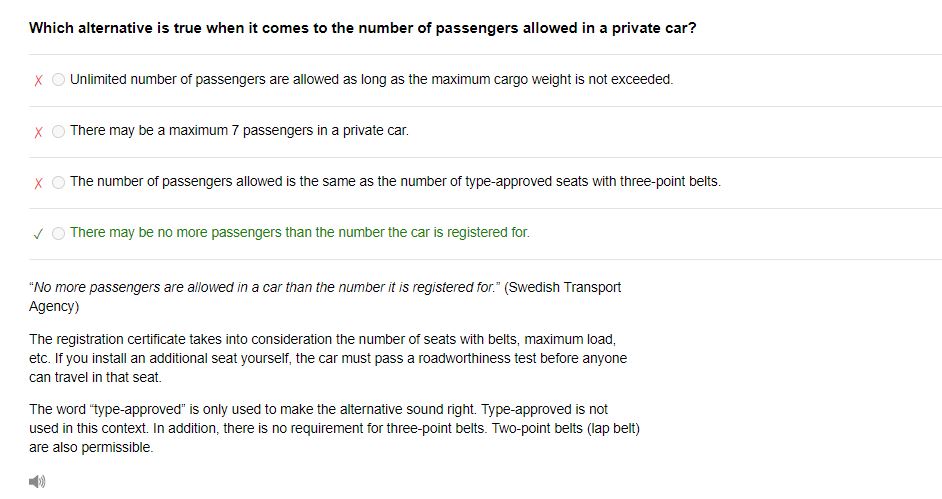 Which alternative is true when it comes to the number of passengers allowed in a private car?
Unlimited number of passengers are allowed as long as the maximum cargo weight is not exceeded.
There may be a maximum 7 passengers in a private car.
The number of passengers allowed is the same as the number of type-approved seats with three-point belts.
There may be no more passengers than the number the car is registered for.
“No more passengers are allowed in a car than the number it is registered for.” (Swedish Transport
Agency)
The registration certificate takes into consideration the number of seats with belts, maximum load,
etc. If you install an additional seat yourself, the car must pass a roadworthiness test before anyone
can travel in that seat.
The word “type-approved” is only used to make the alternative sound right. Type-approved is not
used in this context. In addition, there is no requirement for three-point belts. Two-point belts (lap belt)
are also permissible.